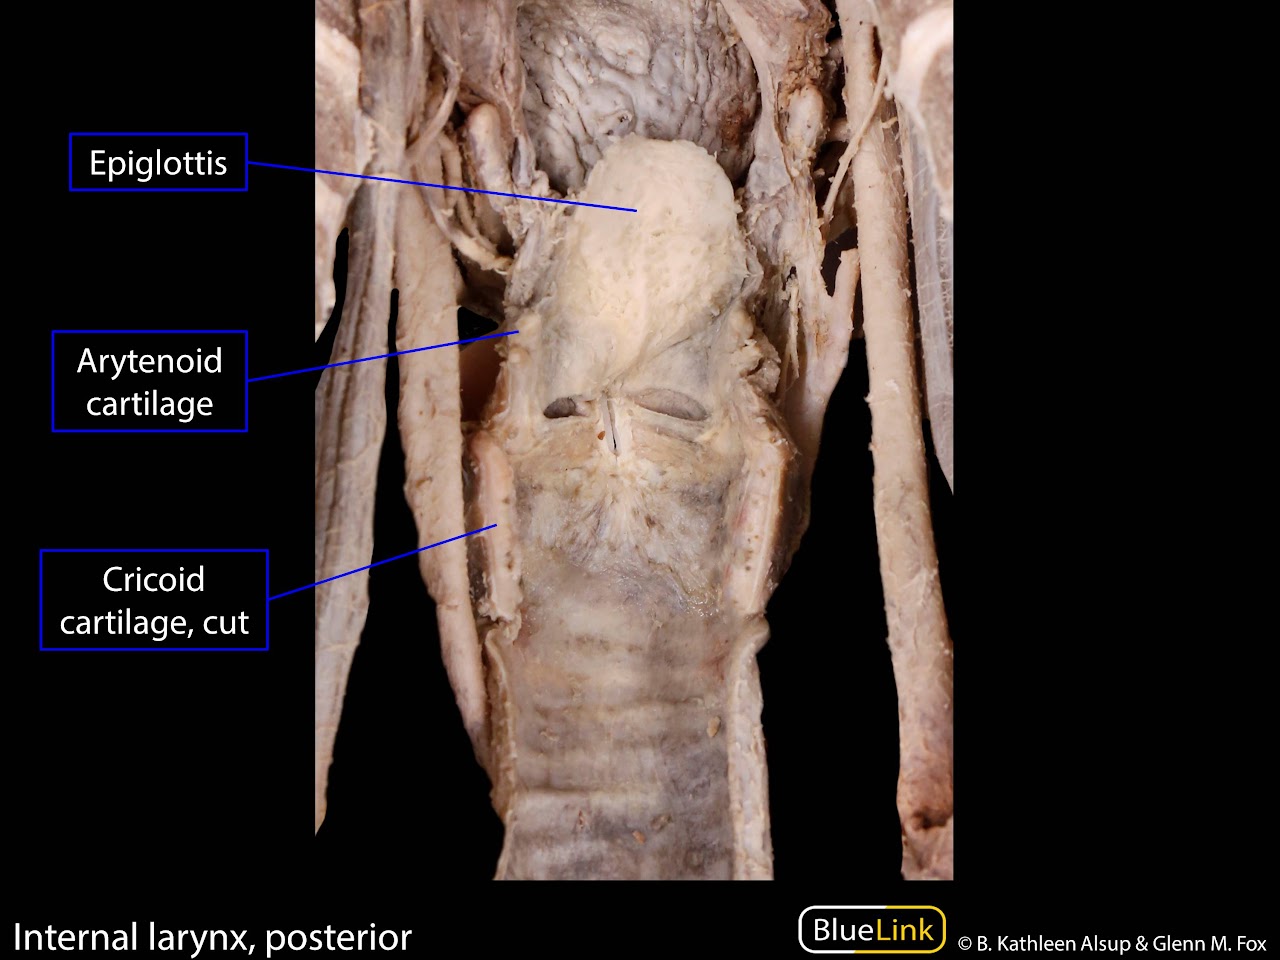 Epiglottis
Arytenoid
cartilage
Cricoid
cartilage, cut
Internal larynx, posterior
BlueLink
© B. Kathleen Alsup & Glenn M. Fox